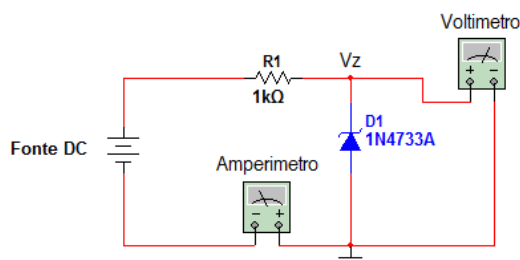 Voltimetro
+ −
R1
1kΩ
Vz
D1
1N4733A
Fonte DC
Amperimetro
− +